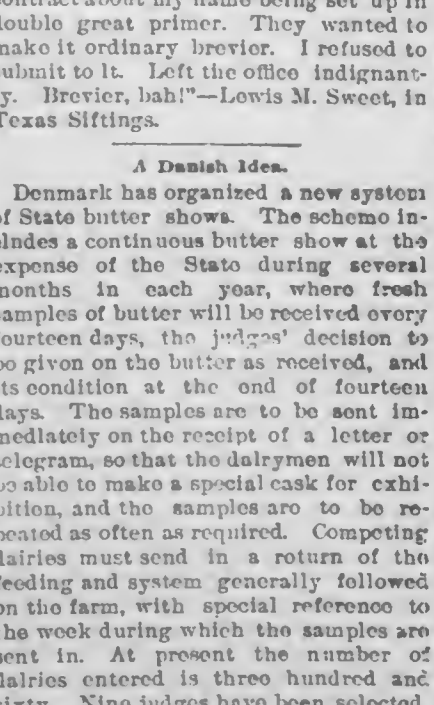 contract about my name being set up in
double great primer. They wanted to
make it ordinary brevier. I refused to
submit to it. Left the office indignant-
y. Brevier, bah!"—Lewis M. Sweet, in
Texas Siftings.
A Danish Idea.
Denmark has organized a new system
of State butter shows. The scheme in-
cludes a continuous butter show at the
expense of the State during several
months in each year, where fresh
samples of butter will be received every
fourteen days, the judges' decision to
be given on the butter as received, and
its condition at the end of fourteen
days. The samples are to be sent im-
mediately on the receipt of a letter or
telegram, so that the dairymen will not
be able to make a special cask for exhi-
bition, and the samples are to be re-
peated as often as required. Competing
dairies must send in a return of the
feeding and system generally followed
on the farm, with special reference to
the week during which the samples are
sent in. At present the number of
dairies entered is three hundred and
sixty. Nine judges have been selected